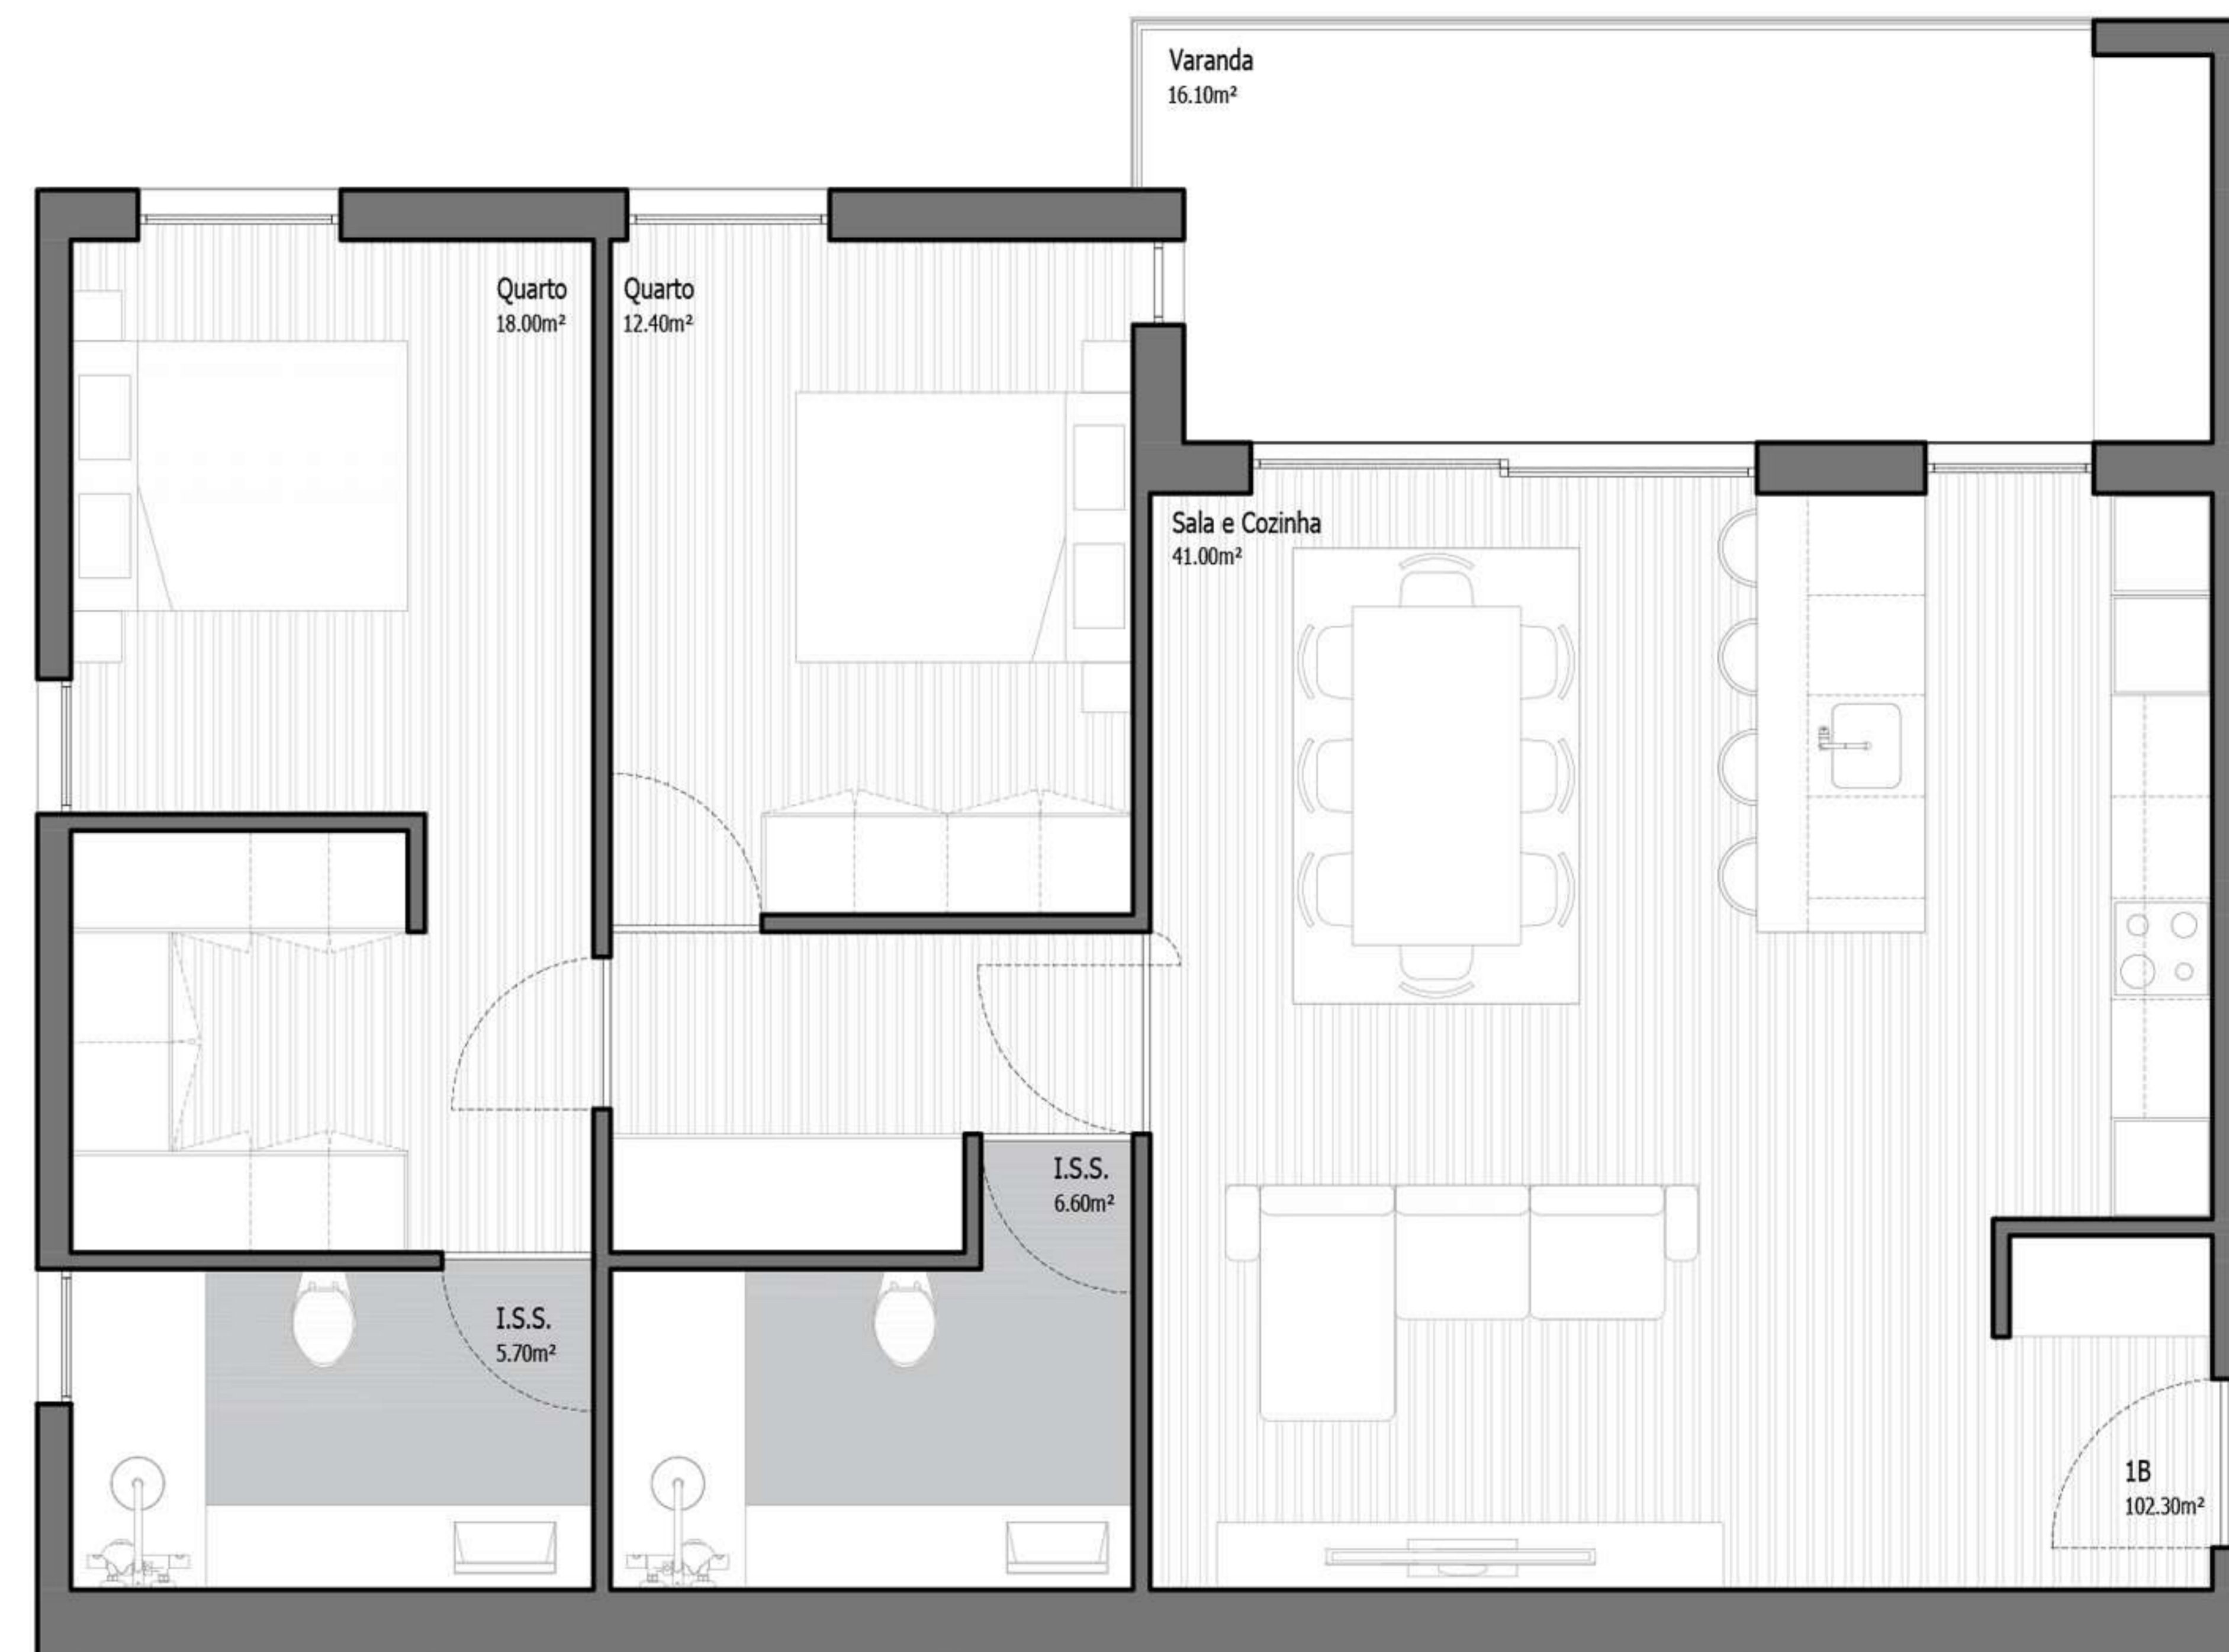 Varanda
16.10m²
Quarto
18.00m²
Quarto
12.40m²
Sala e Cozinha
41.00m²
I.S.S.
6.60m²
I.S.S.
5.70m²
1B
102.30m²